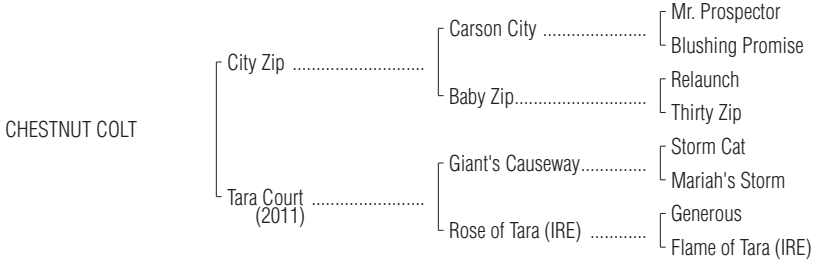 Mr. Prospector
Carson City ......................
Blushing Promise
City Zip ............................
Relaunch
Baby Zip............................
Thirty Zip
CHESTNUT COLT
Storm Cat
Giant's Causeway..............
Mariah's Storm
Tara Court ........................
(2011)
Generous
Rose of Tara (IRE) ............
Flame of Tara (IRE)